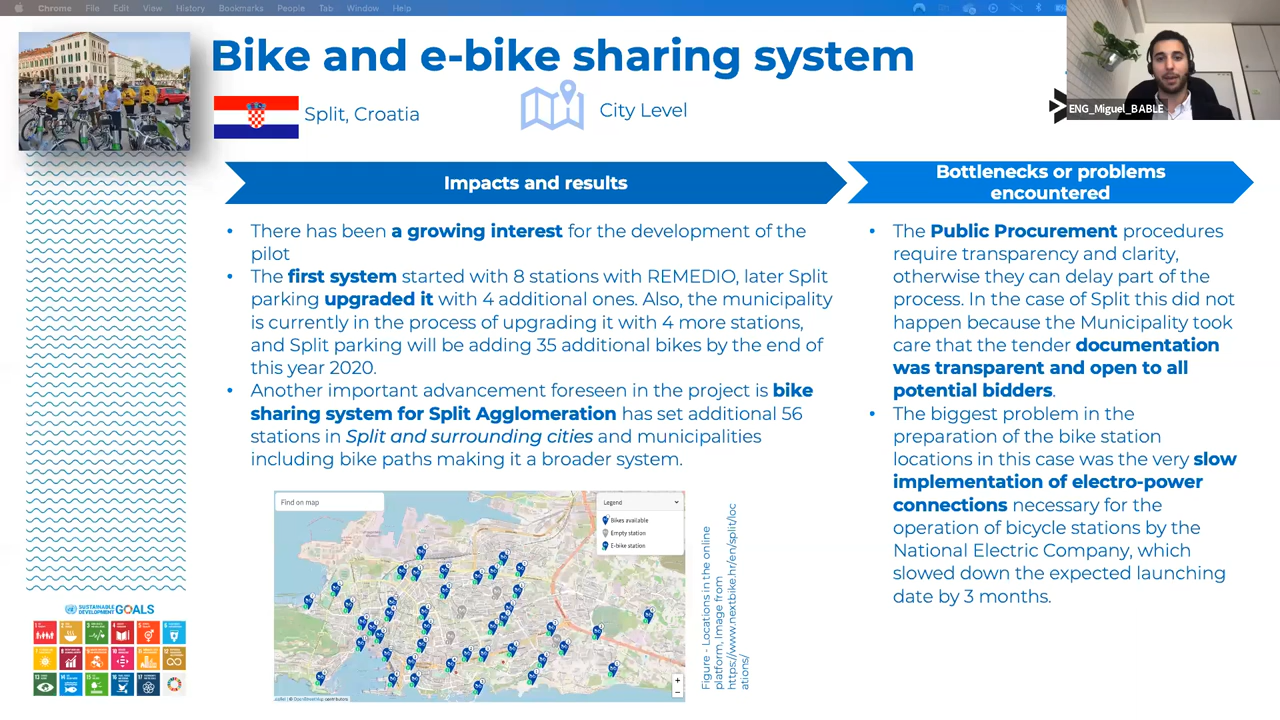 Chrome File Edit View History Bookmarks People Tab Window Help
Bike and e-bike sharing system
Split, Croatia
City Level
ENG_Miguel_BABLE
Impacts and results
Bottlenecks or problems
encountered
• There has been a growing interest for the development of the
pilot
• The first system started with 8 stations with REMEDIO, later Split
parking upgraded it with 4 additional ones. Also, the municipality
is currently in the process of upgrading it with 4 more stations,
and Split parking will be adding 35 additional bikes by the end of
this year 2020.
• Another important advancement foreseen in the project is bike
sharing system for Split Agglomeration has set additional 56
stations in Split and surrounding cities and municipalities
including bike paths making it a broader system.
• The Public Procurement procedures
require transparency and clarity,
otherwise they can delay part of the
process. In the case of Split this did not
happen because the Municipality took
care that the tender documentation
was transparent and open to all
potential bidders.
• The biggest problem in the
preparation of the bike station
locations in this case was the very slow
implementation of electro-power
connections necessary for the
operation of bicycle stations by the
National Electric Company, which
slowed down the expected launching
date by 3 months.
Find on map
Legend
Bikes available
Empty station
E-bike station
+
−
Figure - Locations in the online
platform, Image from
https://www.nextbike.hr/en/split/loc
ations/
SUSTAINABLE
DEVELOPMENT GOALS